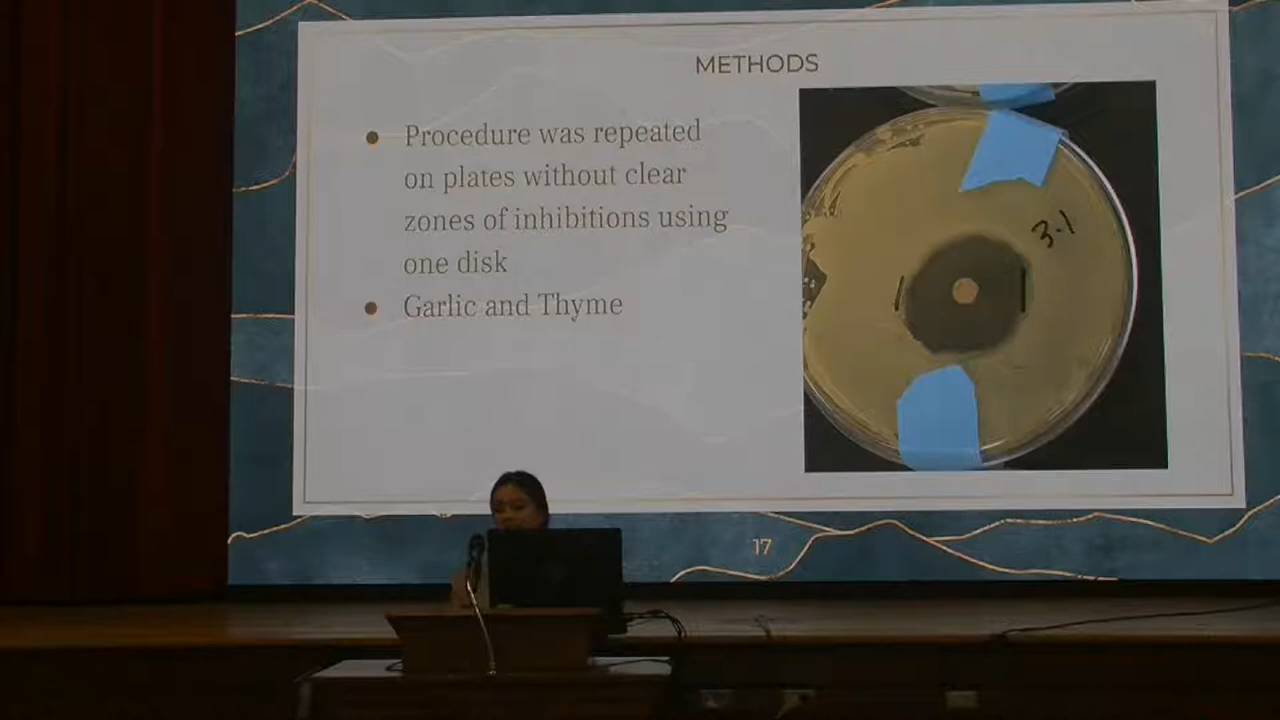 METHODS
Procedure was repeated
on plates without clear
zones of inhibitions using
one disk
Garlic and Thyme
3-1
17